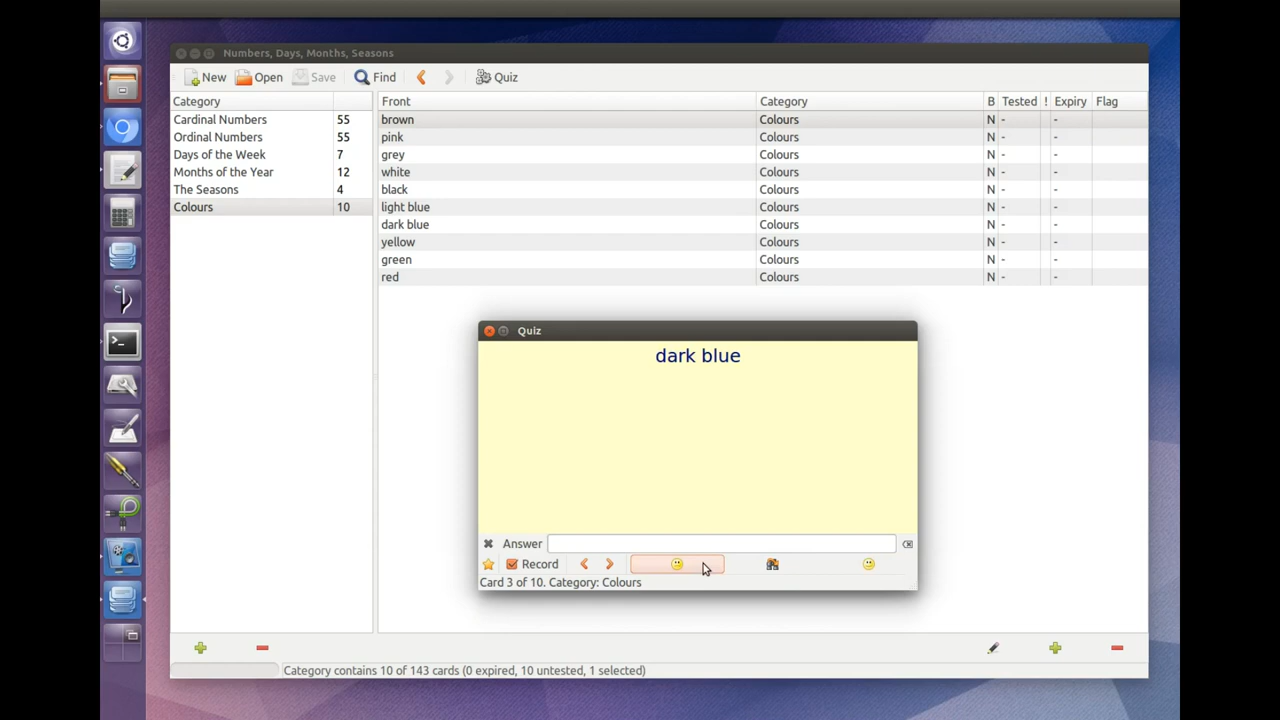 Numbers, Days, Months, Seasons
New Open Save Find Quiz
Category
Cardinal Numbers 55
Ordinal Numbers 55
Days of the Week 7
Months of the Year 12
The Seasons 4
Colours 10
Front Category B Tested ! Expiry Flag
brown Colours N - -
pink Colours N - -
grey Colours N - -
white Colours N - -
black Colours N - -
light blue Colours N - -
dark blue Colours N - -
yellow Colours N - -
green Colours N - -
red Colours N - -
Quiz
dark blue
Answer
Record
Card 3 of 10. Category: Colours
Category contains 10 of 143 cards (0 expired, 10 untested, 1 selected)